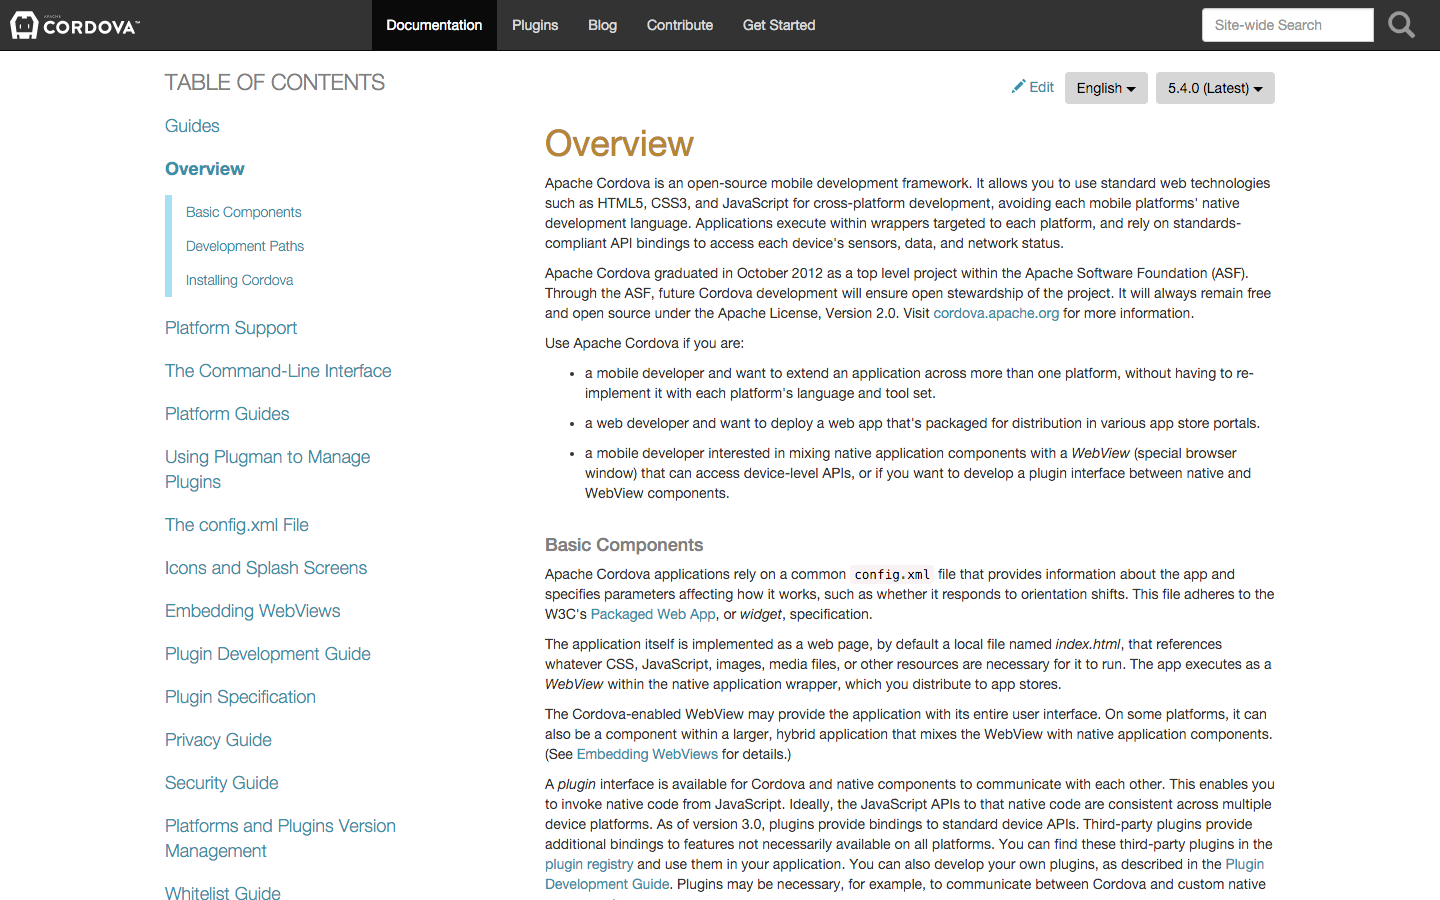 APACHE
CORDOVA™
Documentation
Plugins
Blog
Contribute
Get Started
Site-wide Search
TABLE OF CONTENTS
Guides
Overview
Basic Components
Development Paths
Installing Cordova
Platform Support
The Command-Line Interface
Platform Guides
Using Plugman to Manage
Plugins
The config.xml File
Icons and Splash Screens
Embedding WebViews
Plugin Development Guide
Plugin Specification
Privacy Guide
Security Guide
Platforms and Plugins Version
Management
Whitelist Guide
Edit
English
5.4.0 (Latest)
Overview
Apache Cordova is an open-source mobile development framework. It allows you to use standard web technologies
such as HTML5, CSS3, and JavaScript for cross-platform development, avoiding each mobile platforms' native
development language. Applications execute within wrappers targeted to each platform, and rely on standards-
compliant API bindings to access each device's sensors, data, and network status.
Apache Cordova graduated in October 2012 as a top level project within the Apache Software Foundation (ASF).
Through the ASF, future Cordova development will ensure open stewardship of the project. It will always remain free
and open source under the Apache License, Version 2.0. Visit cordova.apache.org for more information.
Use Apache Cordova if you are:
• a mobile developer and want to extend an application across more than one platform, without having to re-
implement it with each platform's language and tool set.
• a web developer and want to deploy a web app that's packaged for distribution in various app store portals.
• a mobile developer interested in mixing native application components with a WebView (special browser
window) that can access device-level APIs, or if you want to develop a plugin interface between native and
WebView components.
Basic Components
Apache Cordova applications rely on a common config.xml file that provides information about the app and
specifies parameters affecting how it works, such as whether it responds to orientation shifts. This file adheres to the
W3C's Packaged Web App, or widget, specification.
The application itself is implemented as a web page, by default a local file named index.html, that references
whatever CSS, JavaScript, images, media files, or other resources are necessary for it to run. The app executes as a
WebView within the native application wrapper, which you distribute to app stores.
The Cordova-enabled WebView may provide the application with its entire user interface. On some platforms, it can
also be a component within a larger, hybrid application that mixes the WebView with native application components.
(See Embedding WebViews for details.)
A plugin interface is available for Cordova and native components to communicate with each other. This enables you
to invoke native code from JavaScript. Ideally, the JavaScript APIs to that native code are consistent across multiple
device platforms. As of version 3.0, plugins provide bindings to standard device APIs. Third-party plugins provide
additional bindings to features not necessarily available on all platforms. You can find these third-party plugins in the
plugin registry and use them in your application. You can also develop your own plugins, as described in the Plugin
Development Guide. Plugins may be necessary, for example, to communicate between Cordova and custom native